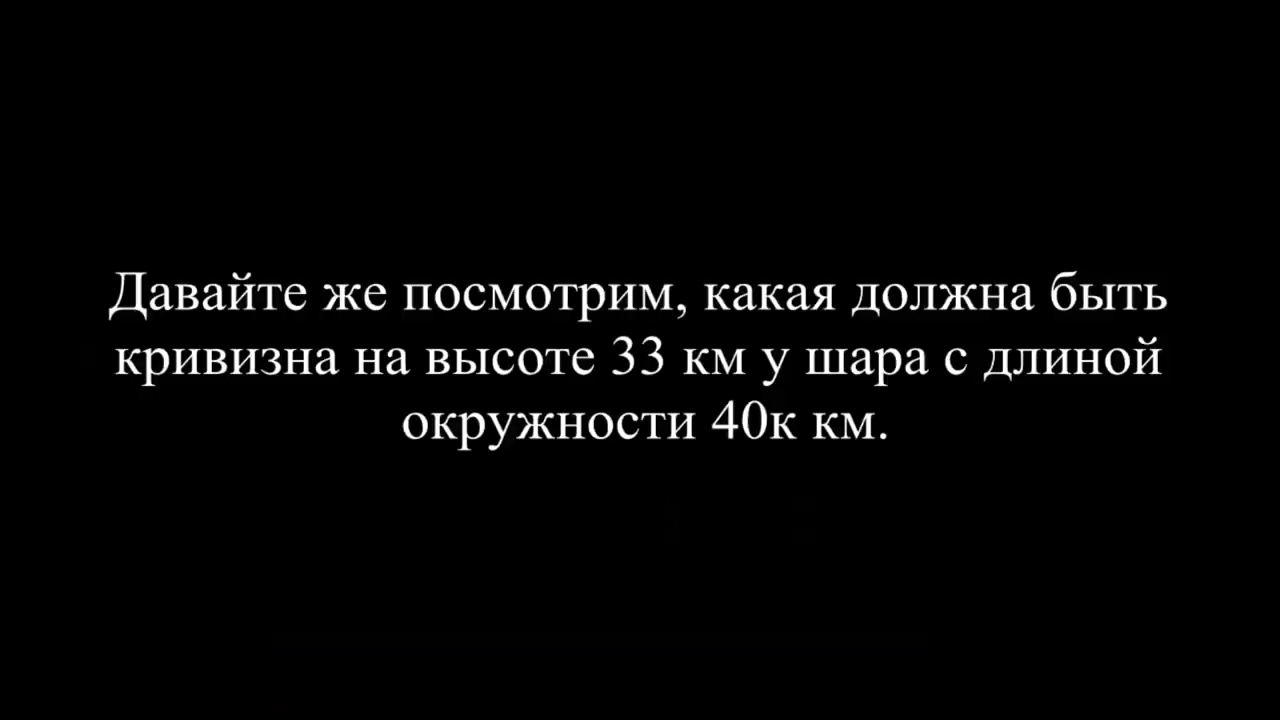 Давайте же посмотрим, какая должна быть
кривизна на высоте 33 км у шара с длиной
окружности 40к км.